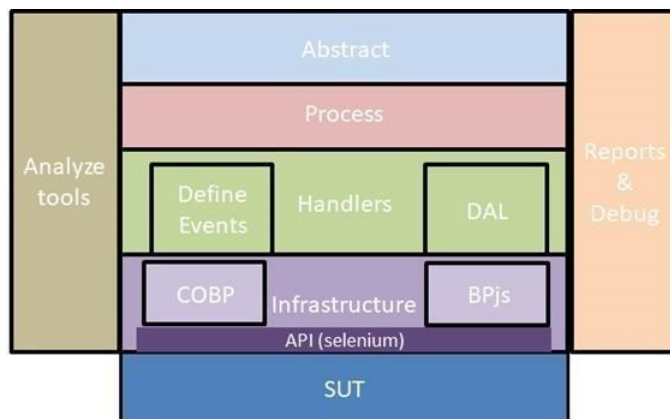 Abstract
Process
Analyze
tools
Reports
&
Debug
Define
Events
Handlers
DAL
COBP
Infrastructure
BPjs
API (selenium)
SUT